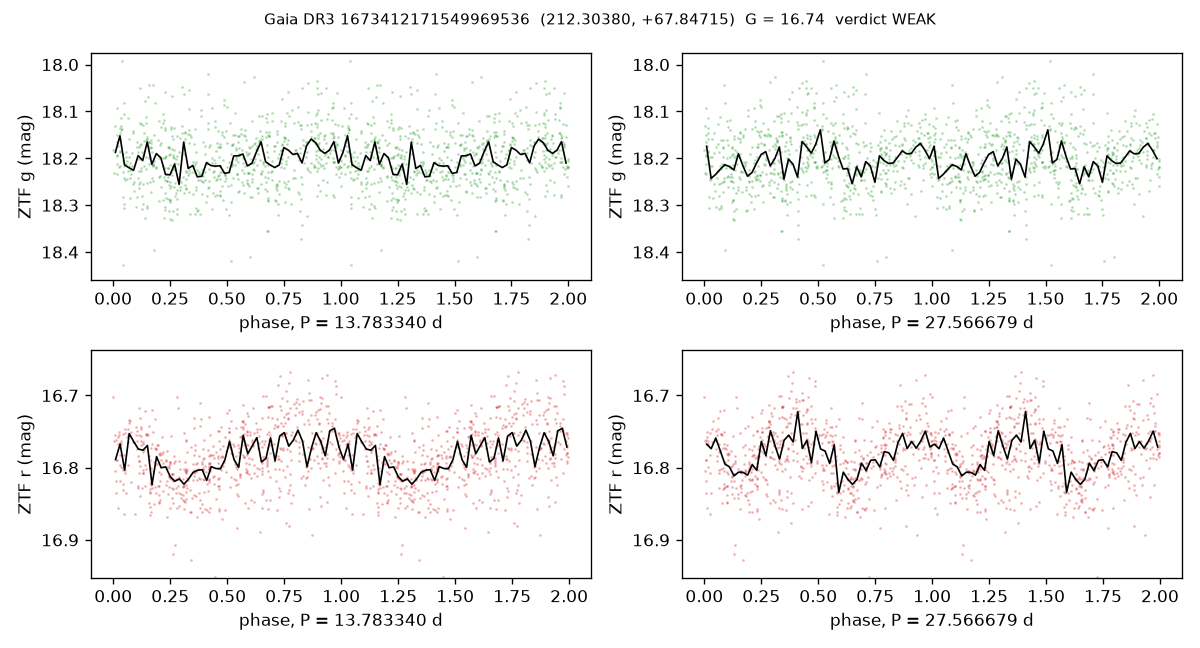 Gaia DR3 1673412171549969536 (212.30380, +67.84715) G = 16.74 verdict WEAK
ZTF g (mag)
18.0
18.1
18.2
18.3
18.4
0.00 0.25 0.50 0.75 1.00 1.25 1.50 1.75 2.00
phase, P = 13.783340 d
ZTF g (mag)
18.0
18.1
18.2
18.3
18.4
0.00 0.25 0.50 0.75 1.00 1.25 1.50 1.75 2.00
phase, P = 27.566679 d
ZTF r (mag)
16.7
16.8
16.9
0.00 0.25 0.50 0.75 1.00 1.25 1.50 1.75 2.00
phase, P = 13.783340 d
ZTF r (mag)
16.7
16.8
16.9
0.00 0.25 0.50 0.75 1.00 1.25 1.50 1.75 2.00
phase, P = 27.566679 d